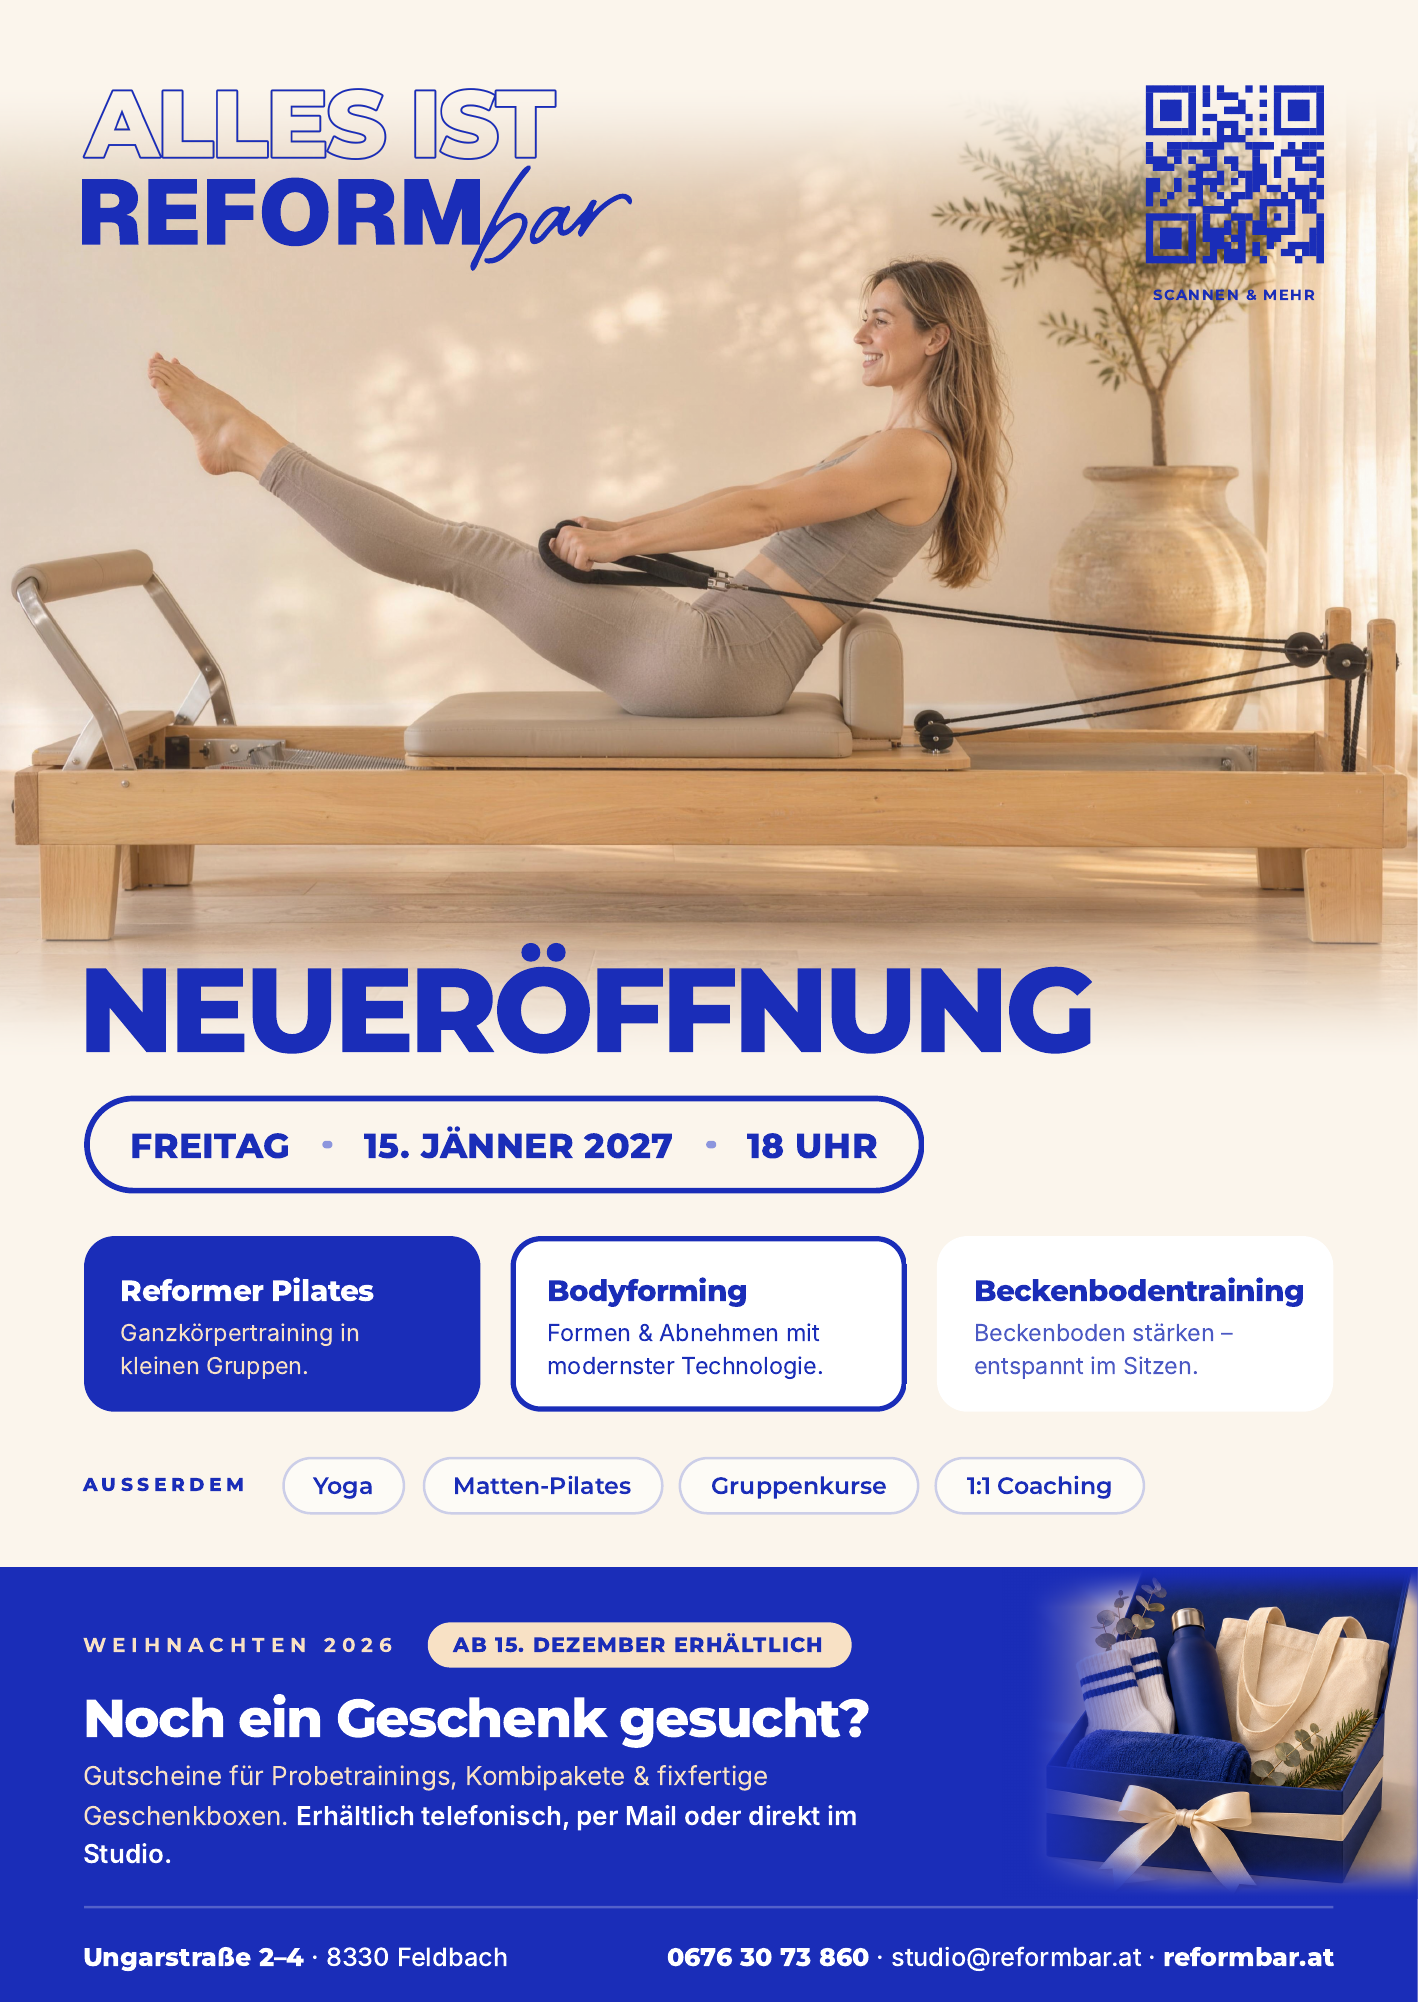 ALLES IST
REFORMbar
SCANNEN & MEHR
NEUERÖFFNUNG
FREITAG · 15. JÄNNER 2027 · 18 UHR
Reformer Pilates
Ganzkörpertraining in
kleinen Gruppen.
Bodyforming
Formen & Abnehmen mit
modernster Technologie.
Beckenbodentraining
Beckenboden stärken –
entspannt im Sitzen.
AUSSERDEM Yoga Matten-Pilates Gruppenkurse 1:1 Coaching
WEIHNACHTEN 2026 AB 15. DEZEMBER ERHÄLTLICH
Noch ein Geschenk gesucht?
Gutscheine für Probetrainings, Kombipakete & fixfertige
Geschenkboxen. Erhältlich telefonisch, per Mail oder direkt im
Studio.
Ungarstraße 2–4 · 8330 Feldbach
0676 30 73 860 · studio@reformbar.at · reformbar.at